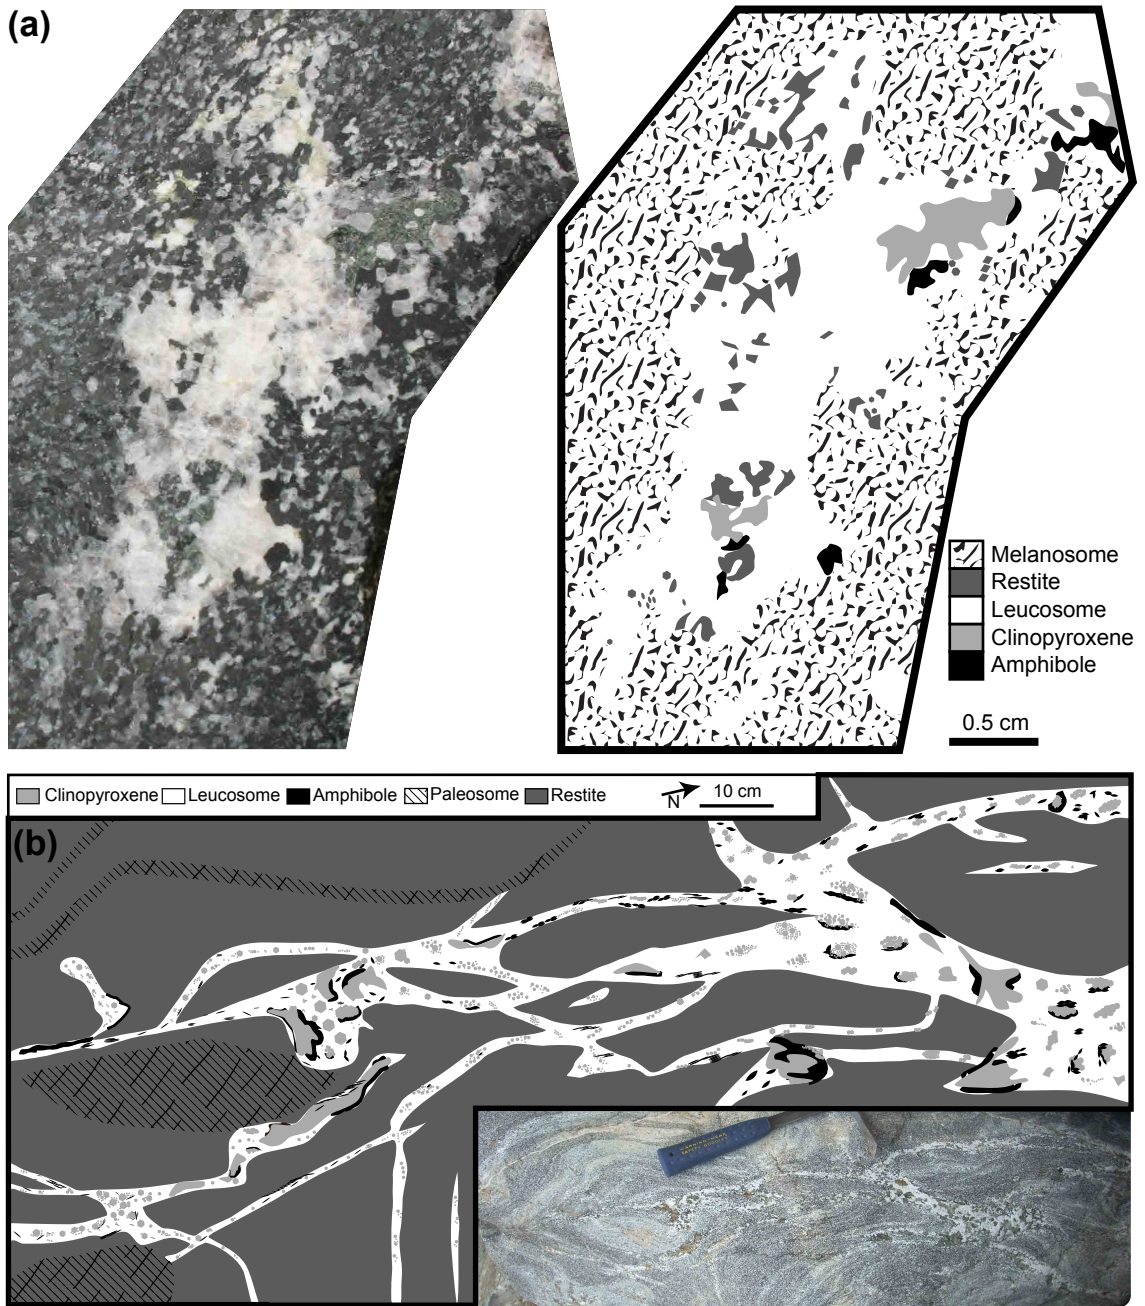 (a)
Melanosome
Restite
Leucosome
Clinopyroxene
Amphibole
0.5 cm
Clinopyroxene Leucosome Amphibole Paleosome Restite N 10 cm
(b)